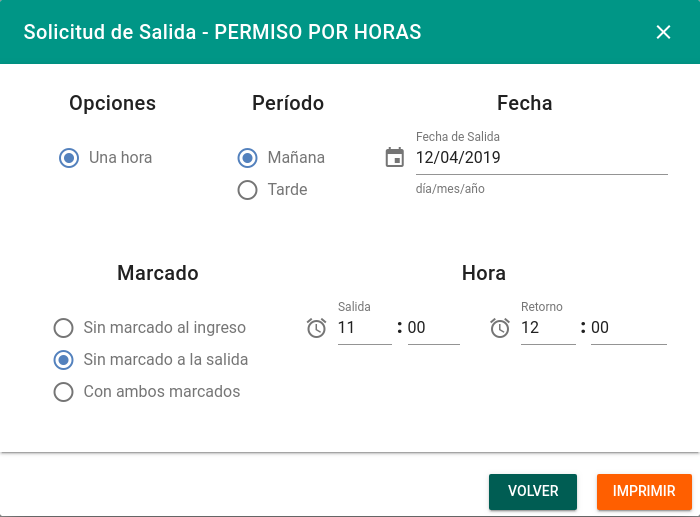 Solicitud de Salida - PERMISO POR HORAS
Opciones
Período
Fecha
Una hora
Mañana
Tarde
Fecha de Salida
12/04/2019
día/mes/año
Marcado
Hora
Sin marcado al ingreso
Sin marcado a la salida
Con ambos marcados
Salida
11 : 00
Retorno
12 : 00
VOLVER
IMPRIMIR